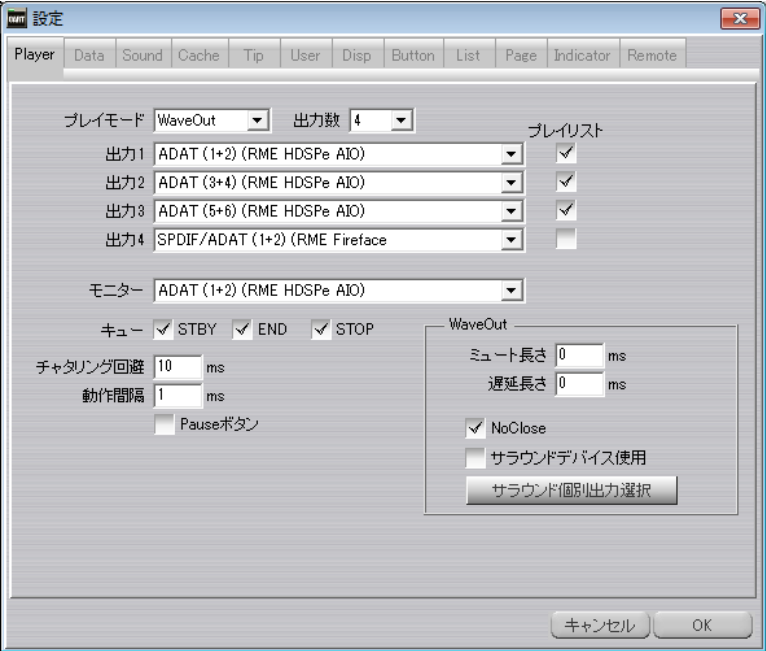 設定
Player Data Sound Cache Tip User Disp Button List Page Indicator Remote
プレイモード WaveOut 出力数 4
プレイリスト
出力1 ADAT (1+2) (RME HDSPe AIO)
出力2 ADAT (3+4) (RME HDSPe AIO)
出力3 ADAT (5+6) (RME HDSPe AIO)
出力4 SPDIF/ADAT (1+2) (RME Fireface
モニター ADAT (1+2) (RME HDSPe AIO)
キュー STBY END STOP
チャタリング回避 10 ms
動作間隔 1 ms
Pauseボタン
WaveOut
ミュート長さ 0 ms
遅延長さ 0 ms
NoClose
サラウンドデバイス使用
サラウンド個別出力選択
キャンセル OK